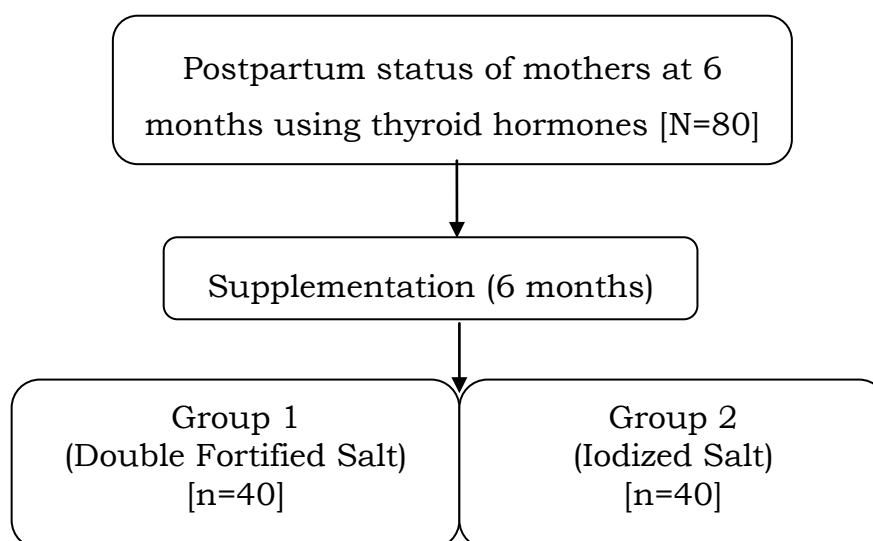 Postpartum status of mothers at 6
months using thyroid hormones [N=80]
Supplementation (6 months)
Group 1
(Double Fortified Salt)
[n=40]
Group 2
(Iodized Salt)
[n=40]